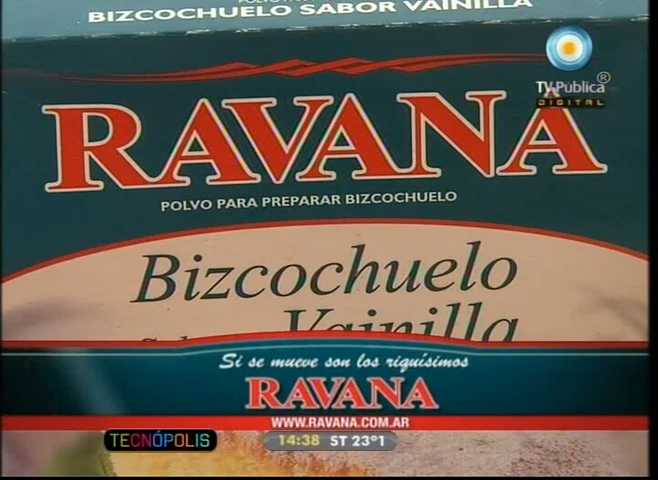 BIZCOCHUELO SABOR VAINILLA
TV Pública ®
DIGITAL
RAVANA
POLVO PARA PREPARAR BIZCOCHUELO
Bizcochuelo
Vainilla
Si se mueve son los riquísimos
RAVANA
WWW.RAVANA.COM.AR
TECNÓPOLIS
14:38 ST 23°1